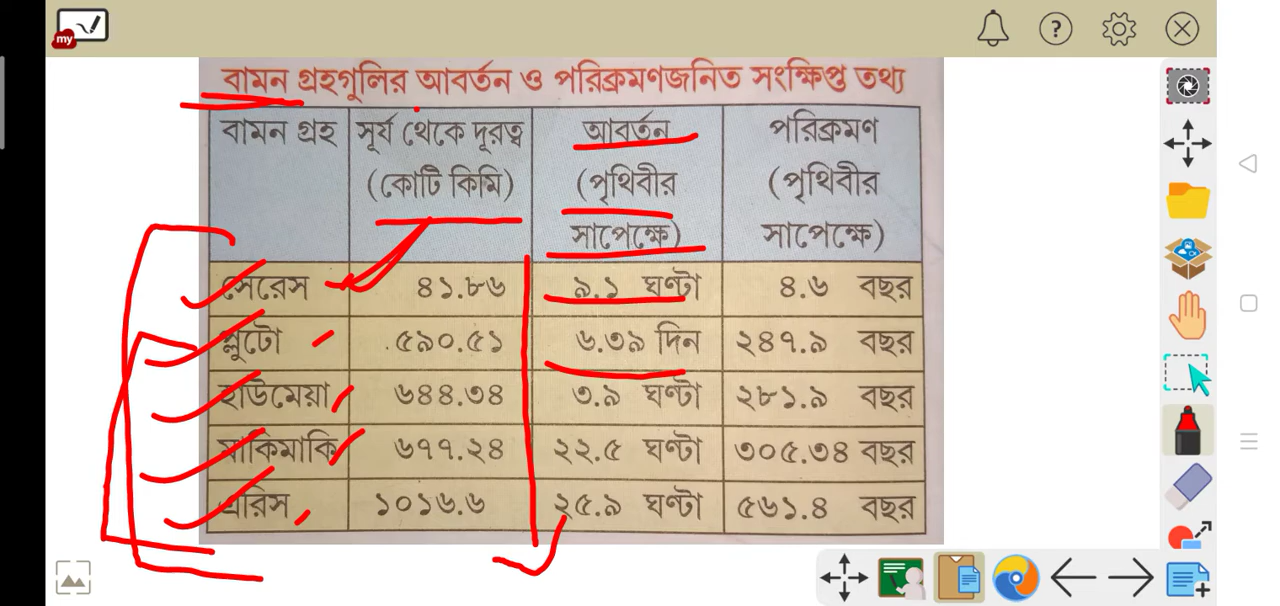 my
?
বামন গ্রহগুলির আবর্তন ও পরিক্রমণজনিত সংক্ষিপ্ত তথ্য
বামন গ্রহ সূর্য থেকে দূরত্ব (কোটি কিমি) আবর্তন (পৃথিবীর সাপেক্ষে) পরিক্রমণ (পৃথিবীর সাপেক্ষে)
সেরেস ৪১.৮৬ ৯.১ ঘণ্টা ৪.৬ বছর
প্লুটো ৫৯০.৫১ ৬.৩৯ দিন ২৪৭.৯ বছর
হাউমেয়া ৬৪৪.৩৪ ৩.৯ ঘণ্টা ২৮১.৯ বছর
মাকিমাকি ৬৭৭.২৪ ২২.৫ ঘণ্টা ৩০৫.৩৪ বছর
এরিস ১০১৬.৬ ২৫.৯ ঘণ্টা ৫৬১.৪ বছর